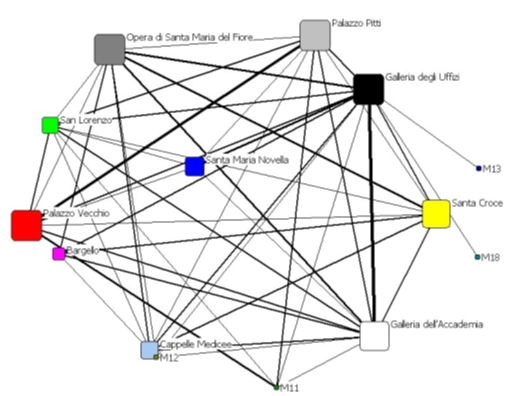 Palazzo Pitti
Opera di Santa Maria del Fiore
Galleria degli Uffizi
San Lorenzo
Santa Maria Novella
M13
Santa Croce
Palazzo Vecchio
Bargello
M18
Galleria dell'Accademia
Cappelle Medicee
M12
M11